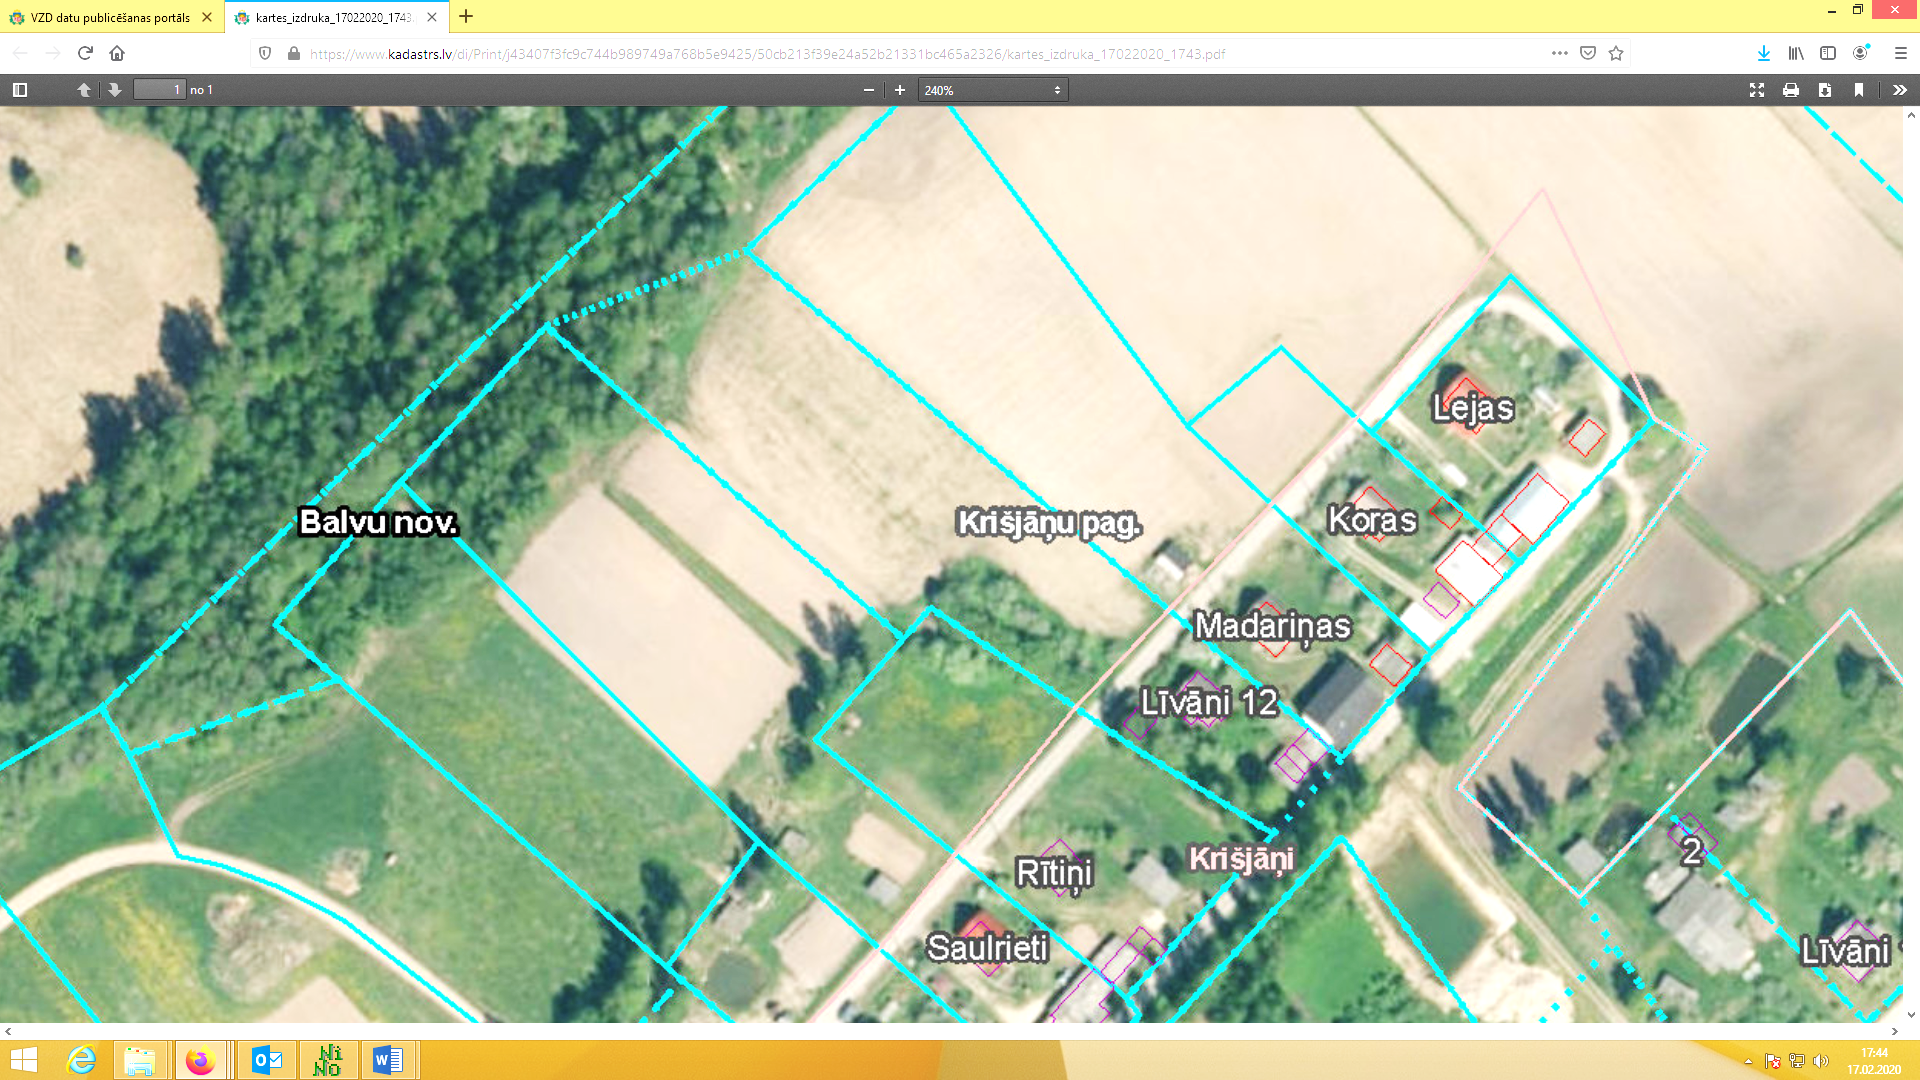 VZD datu publicēšanas portāls
kartes_izdruka_17022020_1743.
https://www.kadastrs.lv/di/Print/j43407f3fc9c744b989749a768b5e9425/50cb213f39e24a52b21331bc465a2326/kartes_izdruka_17022020_1743.pdf
1 no 1
240%
Lejas
Balvu nov.
Krišjāņu pag.
Koras
Madariņas
Līvāni 12
Krišjāņi
2
Rītiņi
Saulrieti
Līvāni
Ni
No
17:44
17.02.2020